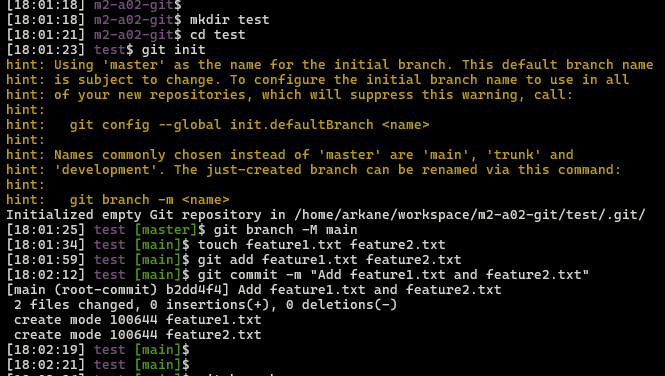 [18:01:18] m2-a02-git$
[18:01:18] m2-a02-git$ mkdir test
[18:01:21] m2-a02-git$ cd test
[18:01:23] test$ git init
hint: Using 'master' as the name for the initial branch. This default branch name
hint: is subject to change. To configure the initial branch name to use in all
hint: of your new repositories, which will suppress this warning, call:
hint:
hint:   git config --global init.defaultBranch <name>
hint:
hint: Names commonly chosen instead of 'master' are 'main', 'trunk' and
hint: 'development'. The just-created branch can be renamed via this command:
hint:
hint:   git branch -m <name>
Initialized empty Git repository in /home/arkane/workspace/m2-a02-git/test/.git/
[18:01:25] test [master]$ git branch -M main
[18:01:34] test [main]$ touch feature1.txt feature2.txt
[18:01:59] test [main]$ git add feature1.txt feature2.txt
[18:02:12] test [main]$ git commit -m "Add feature1.txt and feature2.txt"
[main (root-commit) b2dd4f4] Add feature1.txt and feature2.txt
 2 files changed, 0 insertions(+), 0 deletions(-)
 create mode 100644 feature1.txt
 create mode 100644 feature2.txt
[18:02:19] test [main]$
[18:02:21] test [main]$